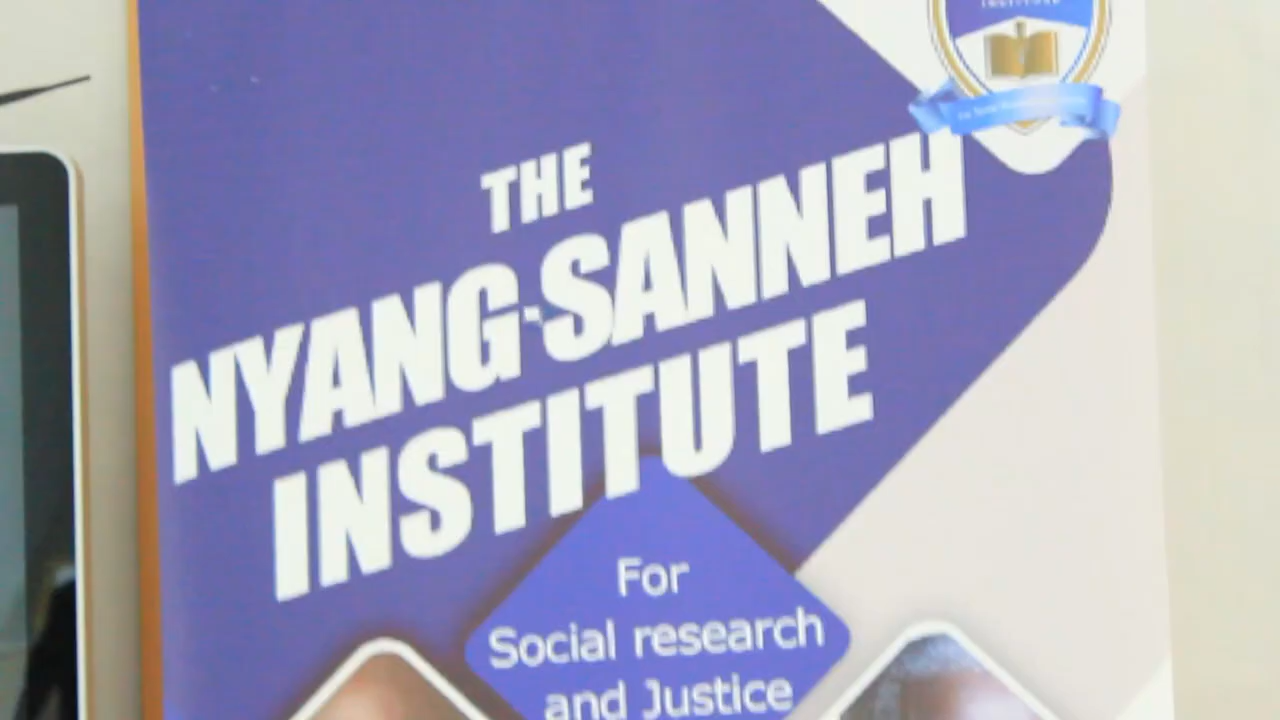 THE
NYANG-SANNEH
INSTITUTE
For
Social research
and Justice